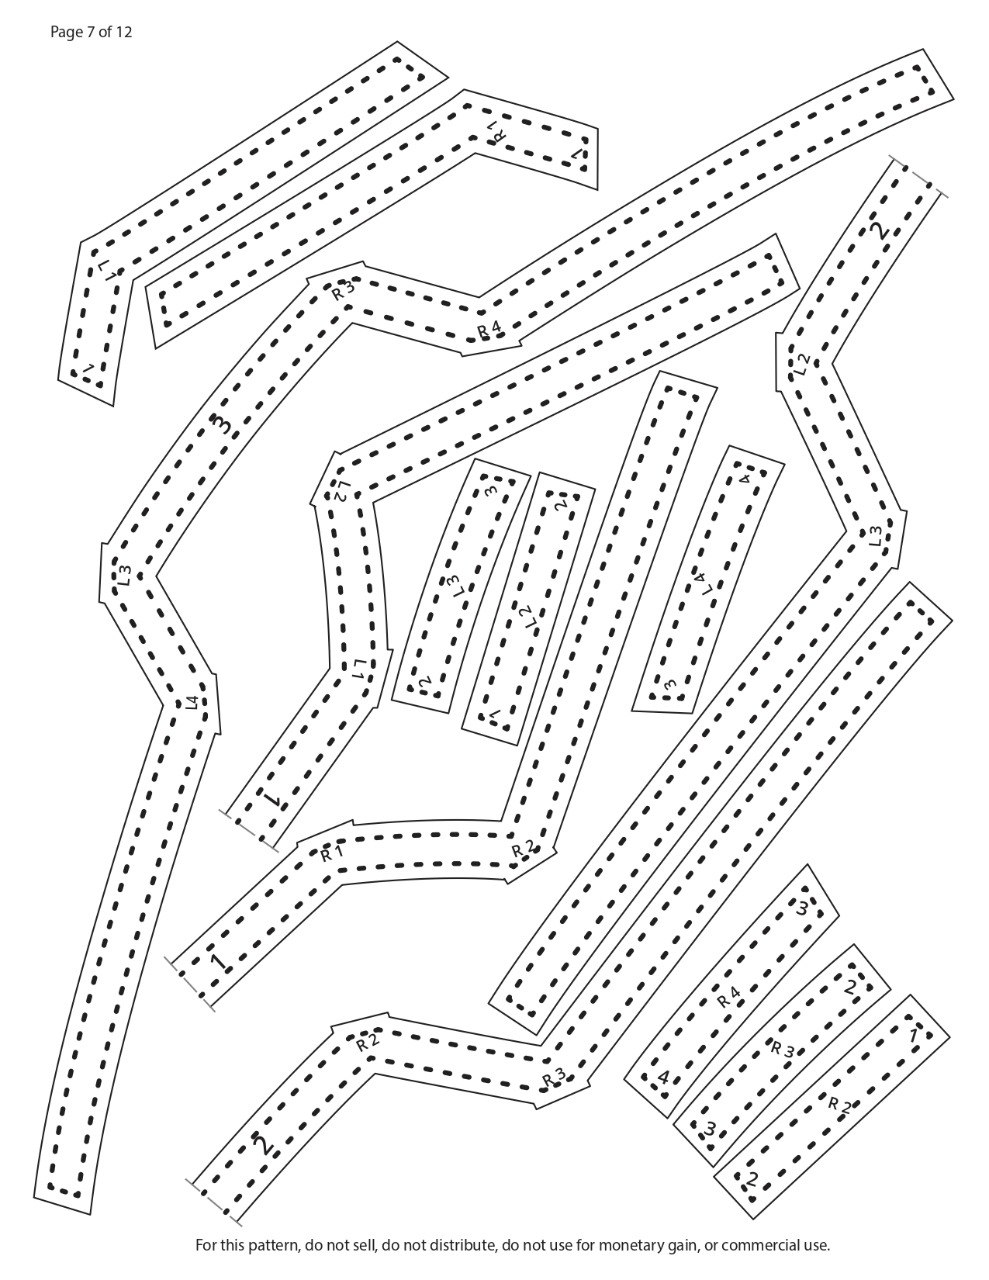 Page 7 of 12
R1
1
L1
1
2
R3
R4
L2
3
L2
3
2
4
L3
L3
L3
L2
L4
2
1
3
L1
L4
1
R1
R2
1
3
R4
2
R2
R3
R3
4
1
R2
3
2
2
For this pattern, do not sell, do not distribute, do not use for monetary gain, or commercial use.